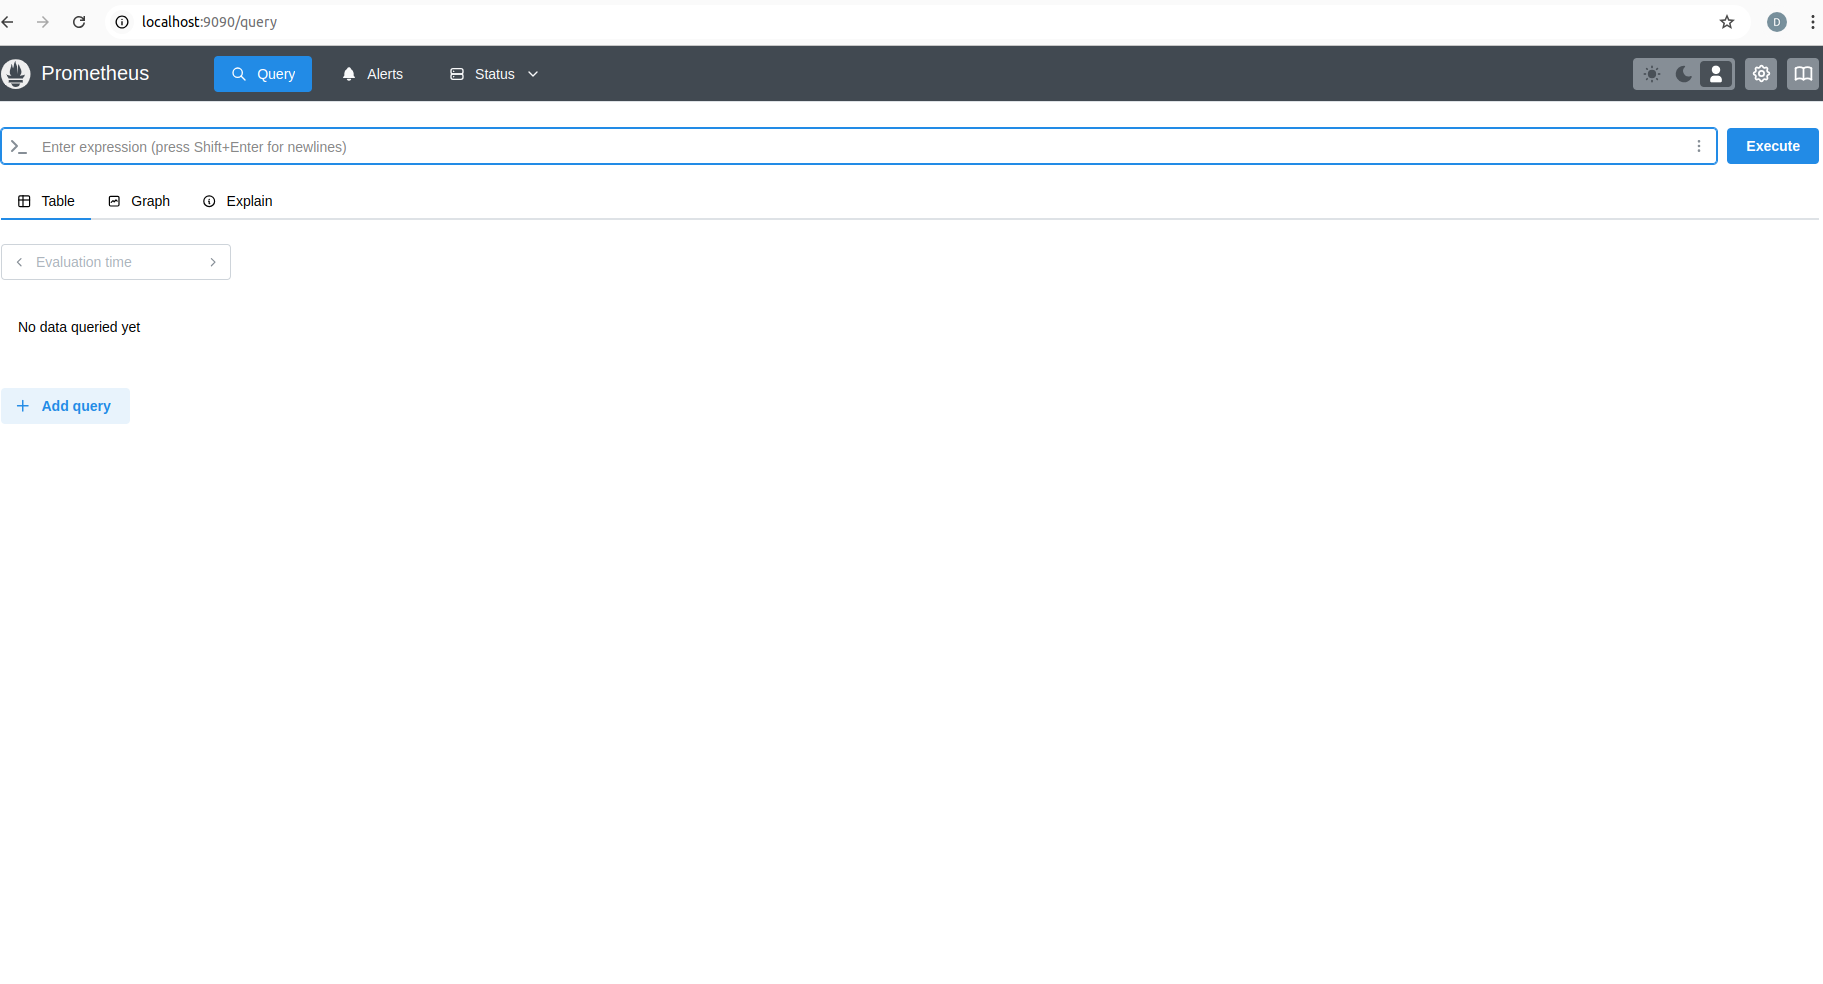 localhost:9090/query
D
Prometheus
Query
Alerts
Status
Enter expression (press Shift+Enter for newlines)
Execute
Table
Graph
Explain
Evaluation time
No data queried yet
Add query